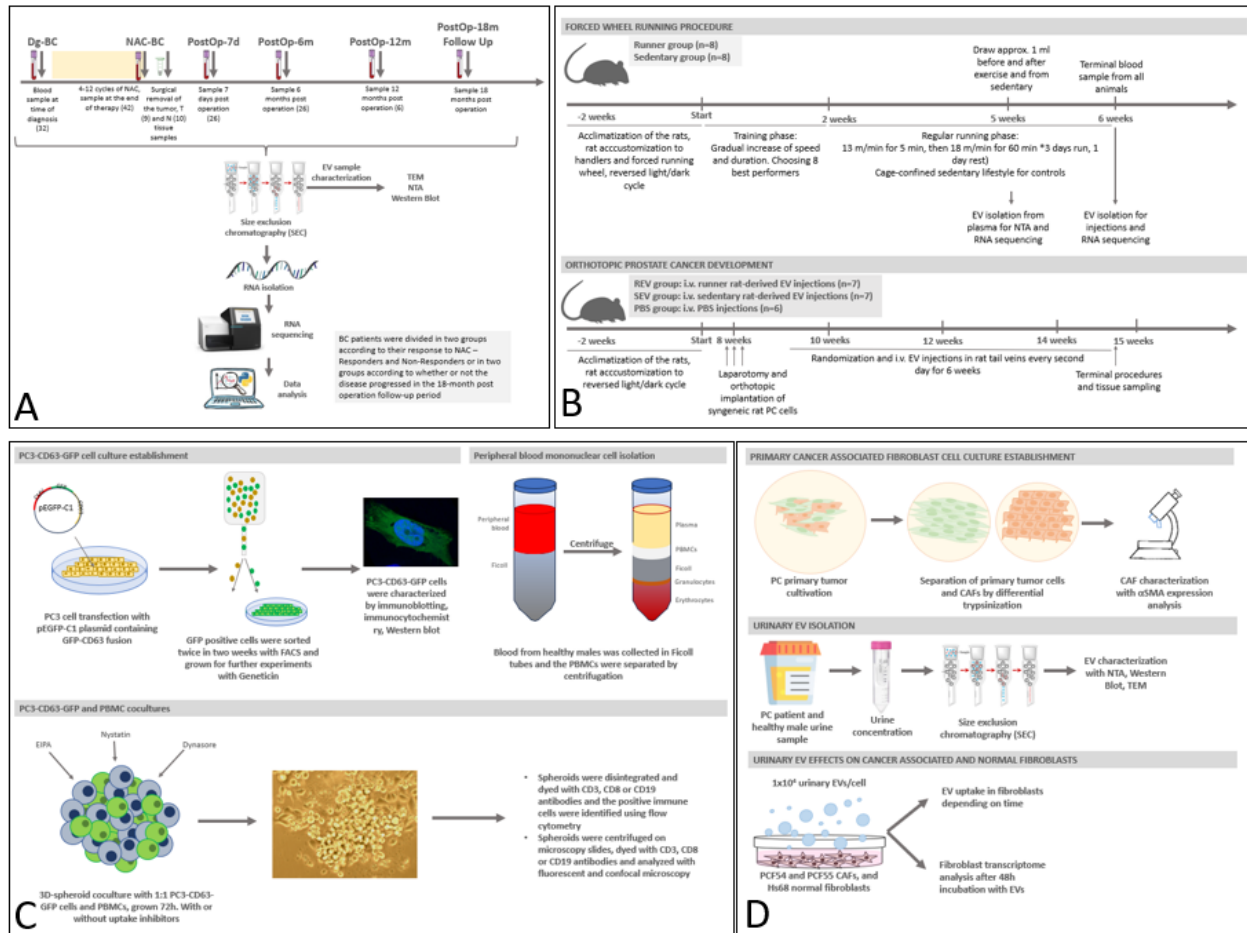 Dg-BC
NAC-BC
PostOp-7d
PostOp-6m
PostOp-12m
PostOp-18m
Follow Up
Blood
sample at
time of
diagnosis
(32)
4-12 cycles of NAC,
sample at the end
of therapy (42)
Surgical
removal of
the tumor, T
(9) and N (10)
tissue
samples
Sample 7
days post
operation
(26)
Sample 6
months post
operation (26)
Sample 12
months post
operation (6)
Sample 18
months post
operation
EV sample
characterization
TEM
NTA
Western Blot
Size exclusion
chromatography (SEC)
RNA isolation
RNA
sequencing
Data
analysis
BC patients were divided in two groups
according to their response to NAC –
Responders and Non-Responders or in two
groups according to whether or not the
disease progressed in the 18-month post
operation follow-up period
A
FORCED WHEEL RUNNING PROCEDURE
Runner group (n=8)
Sedentary group (n=8)
Draw approx. 1 ml
before and after
exercise and from
sedentary
Terminal blood
sample from all
animals
-2 weeks
Start
2 weeks
5 weeks
6 weeks
Acclimatization of the rats,
rat acccustomization to
handlers and forced running
wheel, reversed light/dark
cycle
Training phase:
Gradual increase of speed
and duration. Choosing 8
best performers
Regular running phase:
13 m/min for 5 min, then 18 m/min for 60 min *3 days run, 1
day rest)
Cage-confined sedentary lifestyle for controls
EV isolation from
plasma for NTA and
RNA sequencing
EV isolation for
injections and
RNA sequencing
ORTHOTOPIC PROSTATE CANCER DEVELOPMENT
REV group: i.v. runner rat-derived EV injections (n=7)
SEV group: i.v. sedentary rat-derived EV injections (n=7)
PBS group: i.v. PBS injections (n=6)
-2 weeks
Start
8 weeks
10 weeks
12 weeks
14 weeks
15 weeks
Acclimatization of the rats,
rat acccustomization to
reversed light/dark cycle
Laparotomy and
orthotopic
implantation of
syngeneic rat PC cells
Randomization and i.v. EV injections in rat tail veins every second
day for 6 weeks
Terminal procedures
and tissue sampling
B
PC3-CD63-GFP cell culture establishment
pEGFP-C1
PC3 cell transfection with
pEGFP-C1 plasmid containing
GFP-CD63 fusion
GFP positive cells were sorted
twice in two weeks with FACS and
grown for further experiments
with Geneticin
PC3-CD63-GFP cells
were characterized
by immunoblotting,
immunocytochemist
ry, Western blot
Peripheral blood mononuclear cell isolation
Peripheral
blood
Ficoll
Centrifuge
Plasma
PBMCs
Ficoll
Granulocytes
Erythrocytes
Blood from healthy males was collected in Ficoll
tubes and the PBMCs were separated by
centrifugation
PC3-CD63-GFP and PBMC cocultures
EIPA
Nystatin
Dynasore
3D-spheroid coculture with 1:1 PC3-CD63-
GFP cells and PBMCs, grown 72h. With or
without uptake inhibitors
• Spheroids were disintegrated and
dyed with CD3, CD8 or CD19
antibodies and the positive immune
cells were identified using flow
cytometry
• Spheroids were centrifuged on
microscopy slides, dyed with CD3, CD8
or CD19 antibodies and analyzed with
fluorescent and confocal microscopy
C
PRIMARY CANCER ASSOCIATED FIBROBLAST CELL CULTURE ESTABLISHMENT
PC primary tumor
cultivation
Separation of primary tumor cells
and CAFs by differential
trypsinization
CAF characterization
with αSMA expression
analysis
URINARY EV ISOLATION
PC patient and
healthy male urine
sample
Urine
concentration
Size exclusion
chromatography (SEC)
EV characterization
with NTA, Western
Blot, TEM
URINARY EV EFFECTS ON CANCER ASSOCIATED AND NORMAL FIBROBLASTS
urinary EVs/cell
PCF54 and PCF55 CAFs, and
Hs68 normal fibroblasts
EV uptake in fibroblasts
depending on time
Fibroblast transcriptome
analysis after 48h
incubation with EVs
D